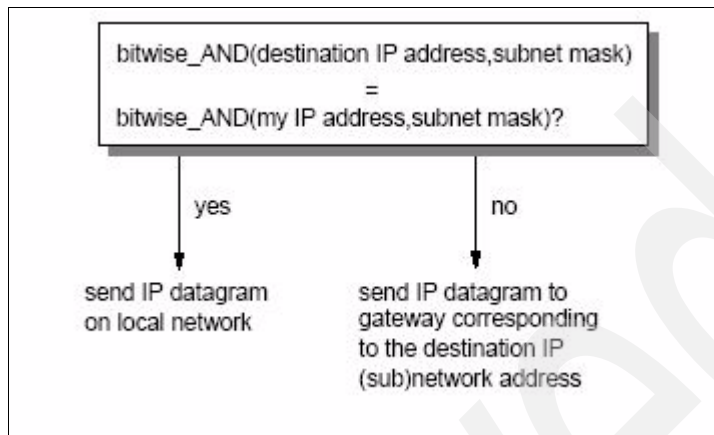 bitwise_AND(destination IP address,subnet mask)
=
bitwise_AND(my IP address,subnet mask)?
yes
no
send IP datagram
on local network
send IP datagram to
gateway corresponding
to the destination IP
(sub)network address